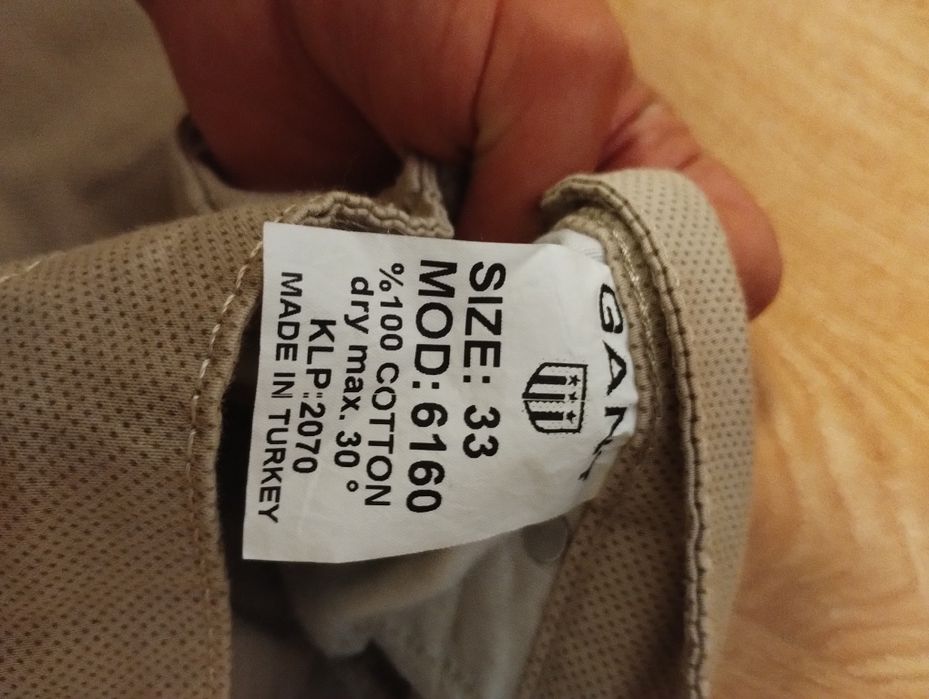 GANT
SIZE: 33
MOD: 6160
%100 COTTON
dry max. 30 °
KLP:2070
MADE IN TURKEY